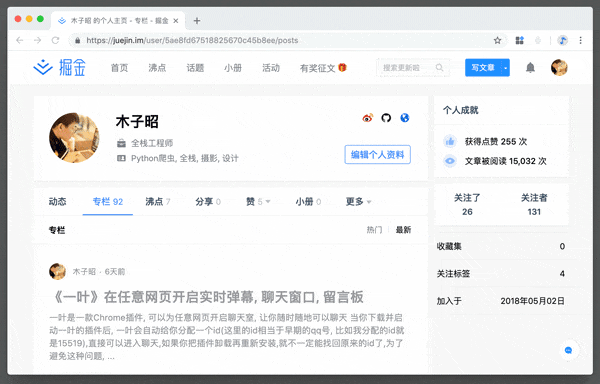 木子昭 的个人主页 - 专栏 - 掘金
https://juejin.im/user/5ae8fd67518825670c45b8ee/posts
掘金
首页 沸点 话题 小册 活动 有奖征文
搜索更新啦
写文章
木子昭
全栈工程师
Python爬虫, 全栈, 摄影, 设计
编辑个人资料
动态 专栏 92 沸点 7 分享 0 赞 5 小册 0 更多
专栏
热门 最新
木子昭 · 6天前
《一叶》在任意网页开启实时弹幕, 聊天窗口, 留言板
一叶是一款Chrome插件, 可以为任意网页开启聊天室, 让你随时随地可以聊天 当你下载并启
动一叶的插件后, 一叶会自动给你分配一个id(这里的id相当于早期的qq号, 比如我分配的id就
是15519),直接可以进入聊天,如果你把插件卸载再重新安装,就不一定能找回原来的id了,为了
避免这种问题, ...
个人成就
获得点赞 255 次
文章被阅读 15,032 次
关注了 关注者
26 131
收藏集 0
关注标签 4
加入于 2018年05月02日